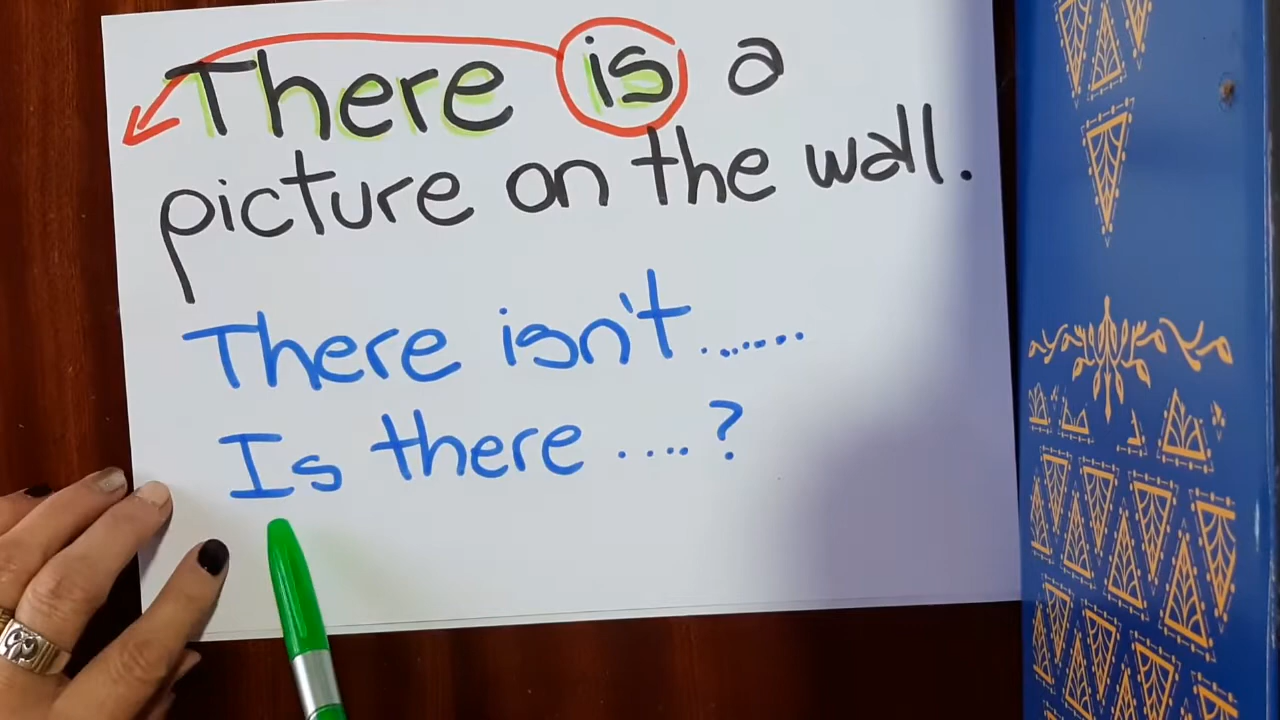 There is a
picture on the wall.
There isn't.......
Is there ....?